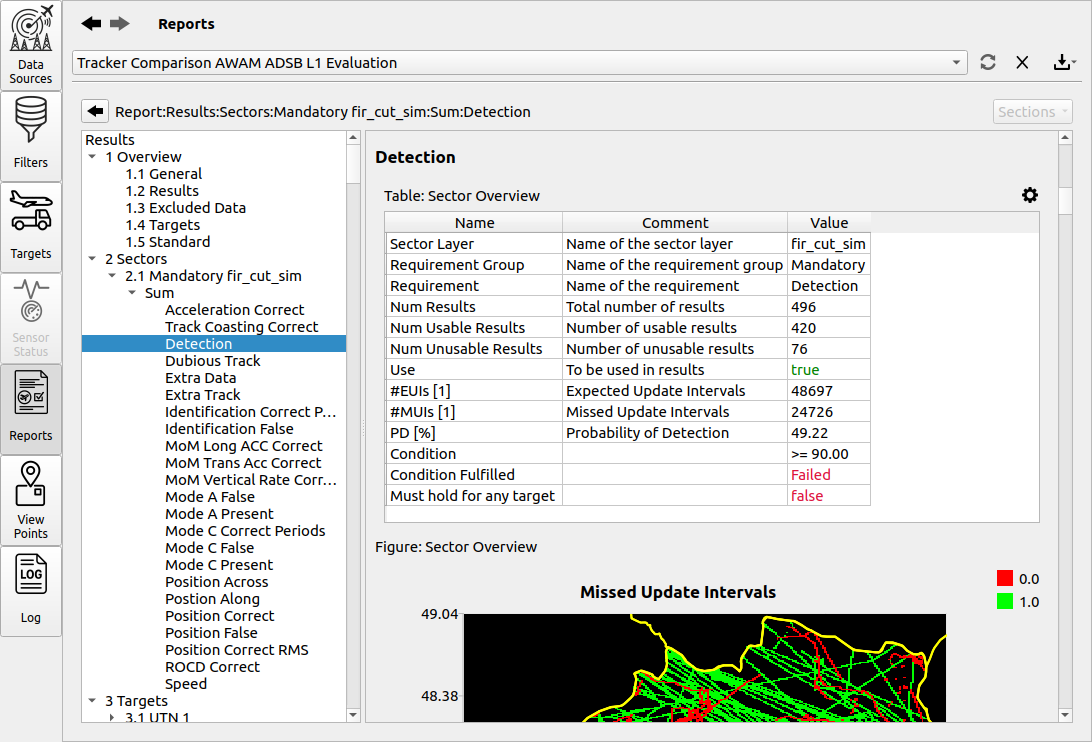 Reports
Tracker Comparison AWAM ADSB L1 Evaluation
Data
Sources
Filters
Targets
Sensor
Status
Reports
View
Points
LOG
Log
Report:Results:Sectors:Mandatory fir_cut_sim:Sum:Detection
Sections
Results
1 Overview
1.1 General
1.2 Results
1.3 Excluded Data
1.4 Targets
1.5 Standard
2 Sectors
2.1 Mandatory fir_cut_sim
Sum
Acceleration Correct
Track Coasting Correct
Detection
Dubious Track
Extra Data
Extra Track
Identification Correct P...
Identification False
MoM Long ACC Correct
MoM Trans Acc Correct
MoM Vertical Rate Corr...
Mode A False
Mode A Present
Mode C Correct Periods
Mode C False
Mode C Present
Position Across
Postion Along
Position Correct
Position False
Position Correct RMS
ROCD Correct
Speed
3 Targets
3.1 UTN 1
Detection
Table: Sector Overview
Name Comment Value
Sector Layer Name of the sector layer fir_cut_sim
Requirement Group Name of the requirement group Mandatory
Requirement Name of the requirement Detection
Num Results Total number of results 496
Num Usable Results Number of usable results 420
Num Unusable Results Number of unusable results 76
Use To be used in results true
#EUIs [1] Expected Update Intervals 48697
#MUIs [1] Missed Update Intervals 24726
PD [%] Probability of Detection 49.22
Condition >= 90.00
Condition Fulfilled Failed
Must hold for any target false
Figure: Sector Overview
Missed Update Intervals
0.0
1.0
49.04
48.38